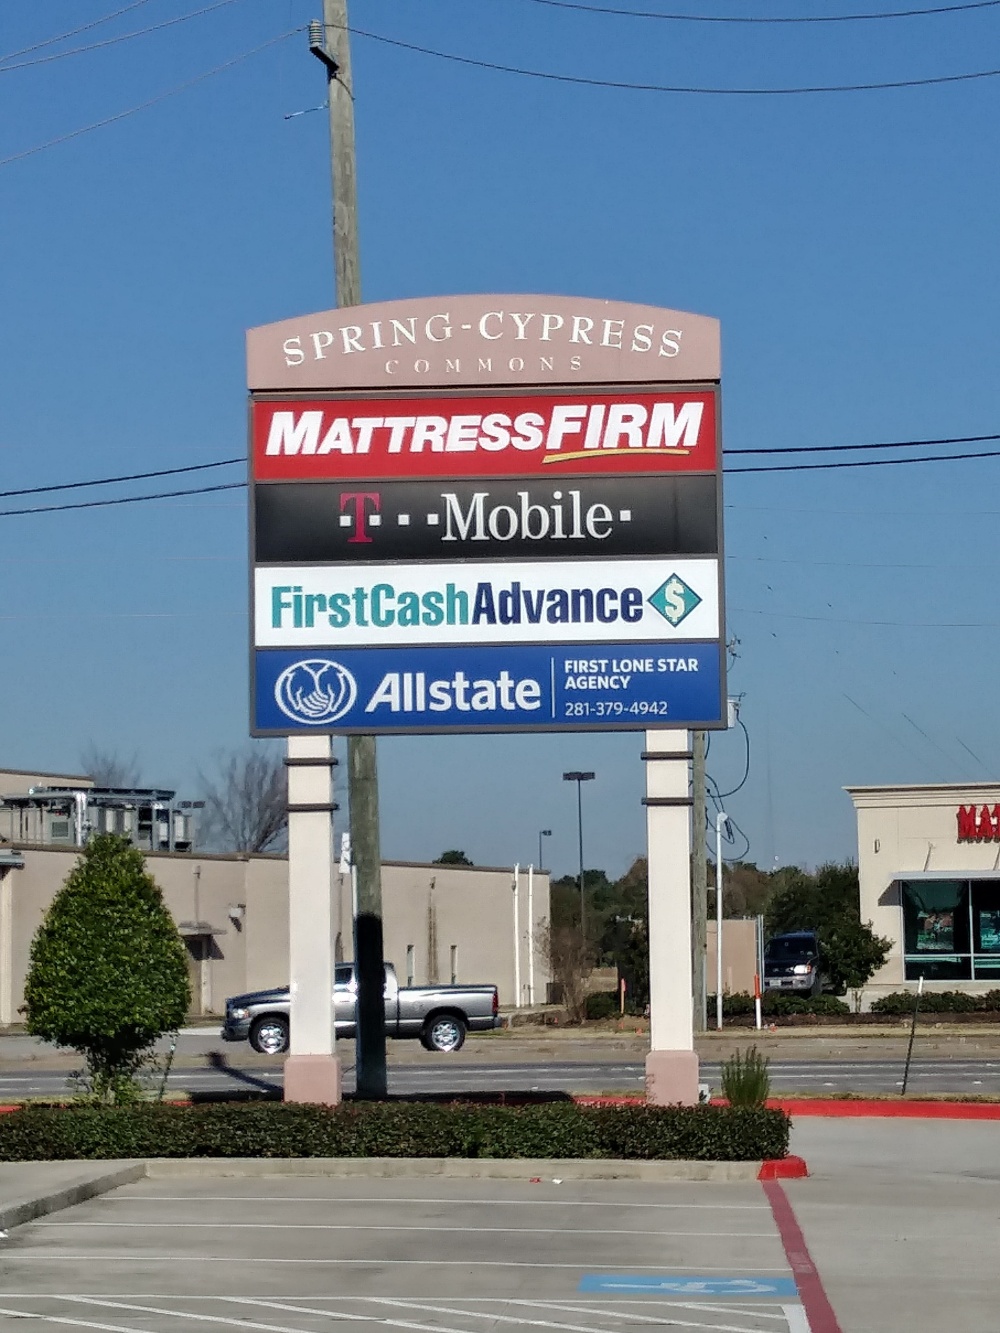 SPRING-CYPRESS
COMMONS
MATTRESSFIRM
T··Mobile·
FirstCashAdvance $
Allstate
FIRST LONE STAR
AGENCY
281-379-4942